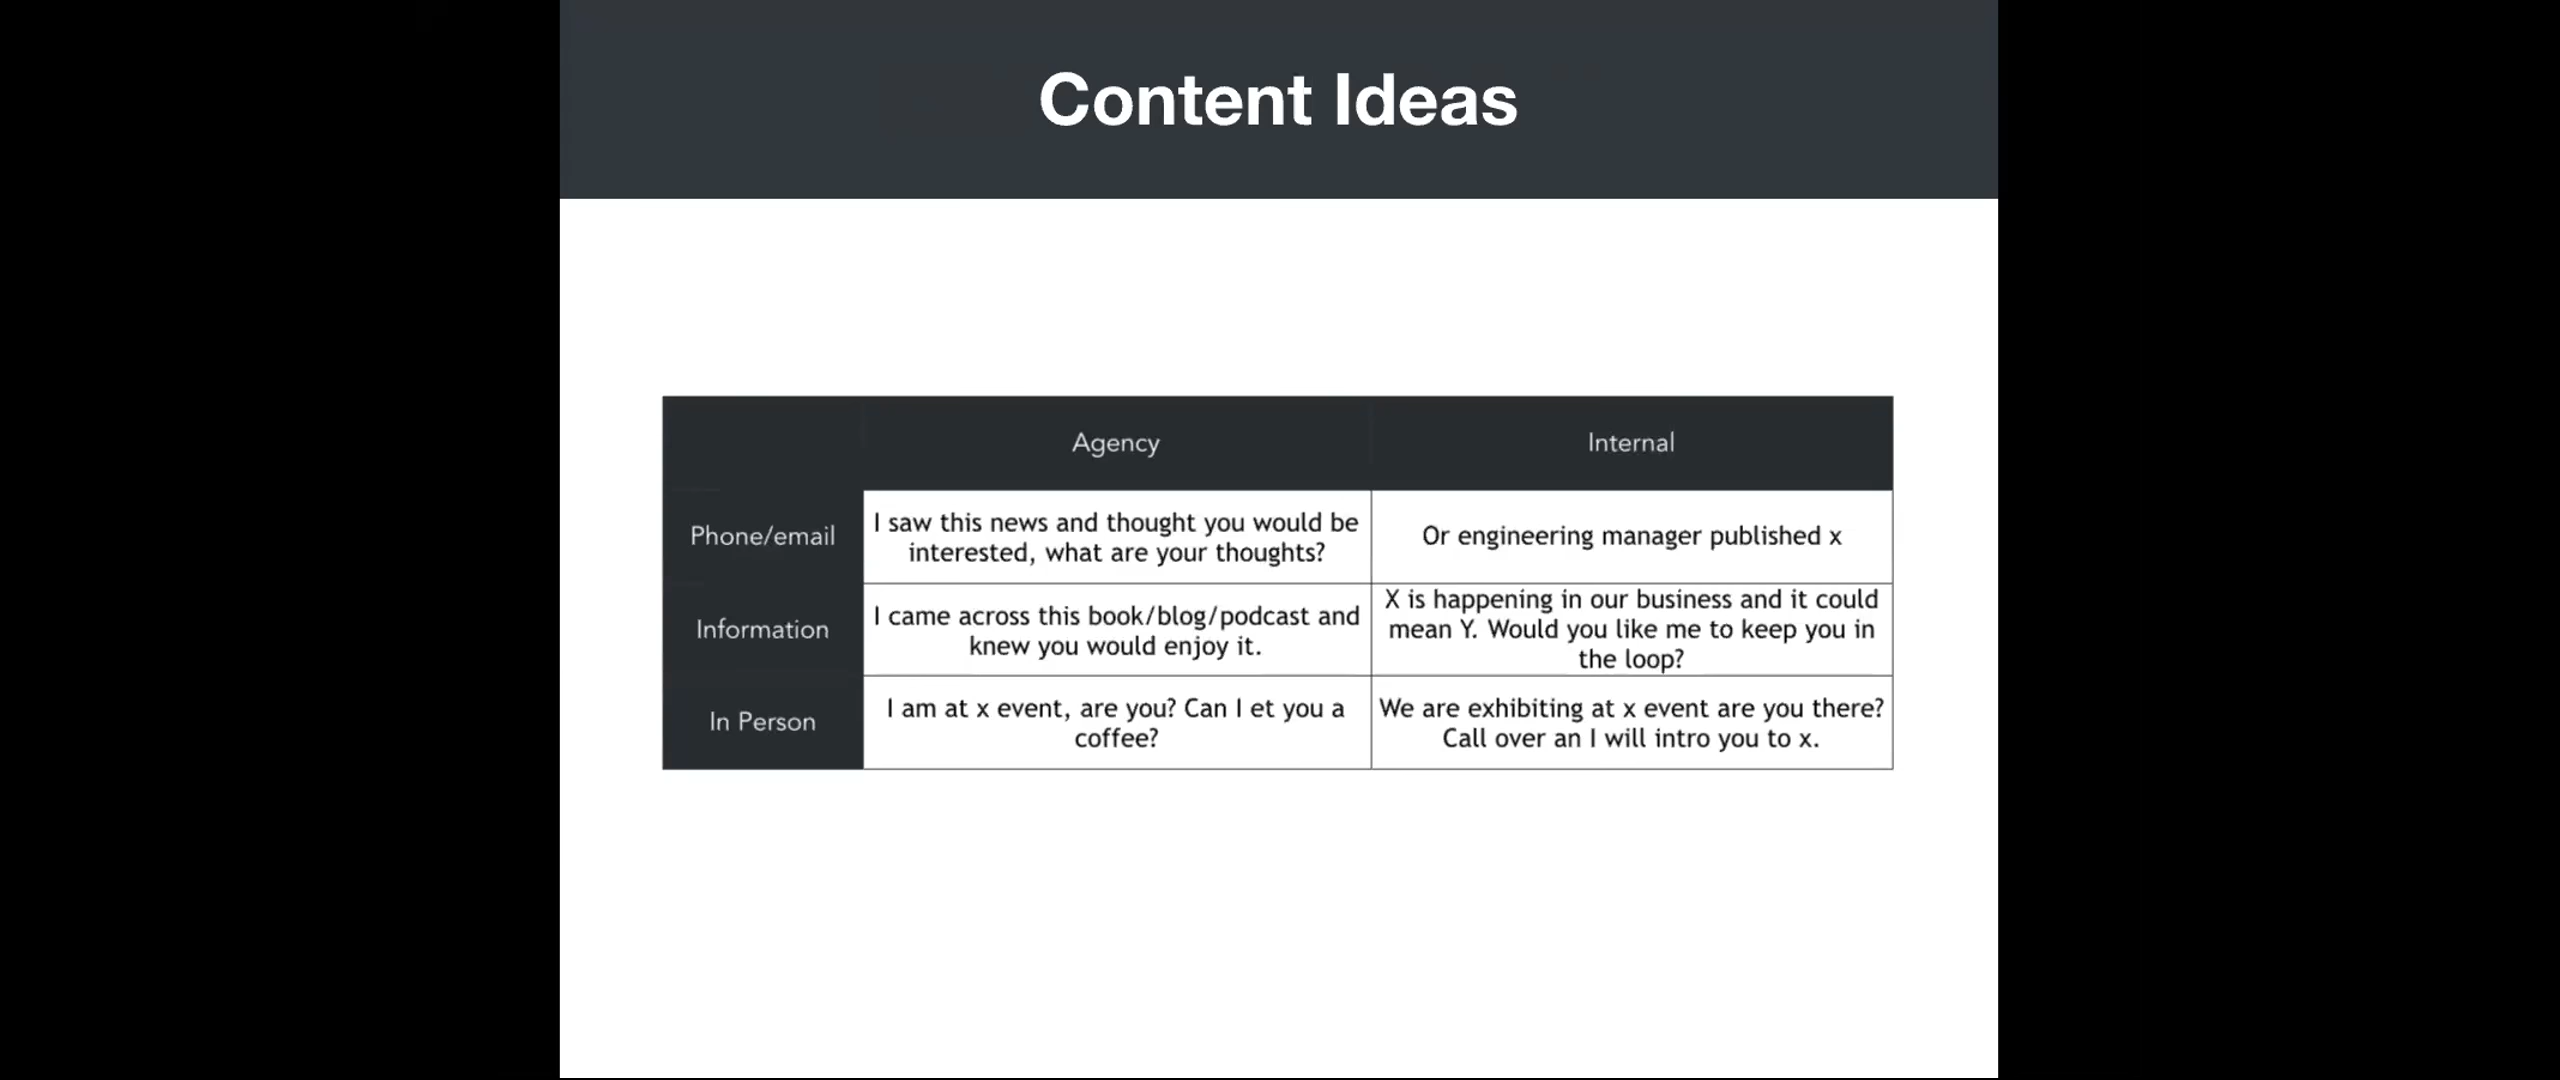 Content Ideas
Agency
Internal
Phone/email
I saw this news and thought you would be
interested, what are your thoughts?
Or engineering manager published x
Information
I came across this book/blog/podcast and
knew you would enjoy it.
X is happening in our business and it could
mean Y. Would you like me to keep you in
the loop?
In Person
I am at x event, are you? Can I et you a
coffee?
We are exhibiting at x event are you there?
Call over an I will intro you to x.